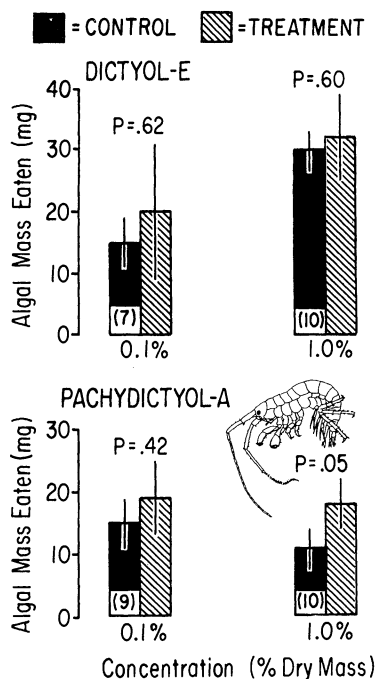 =CONTROL =TREATMENT
DICTYOL-E
Algal Mass Eaten (mg)
40
30
20
10
0
P=.62
P=.60
(7)
(10)
0.1%
1.0%
PACHYDICTYOL-A
Algal Mass Eaten (mg)
30
20
10
0
P=.42
P=.05
(9)
(10)
0.1%
1.0%
Concentration (% Dry Mass)